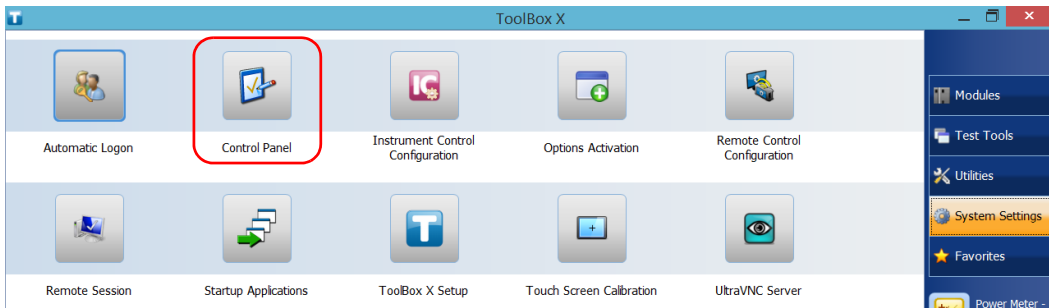 T
ToolBox X
IC
Automatic Logon
Control Panel
Instrument Control
Configuration
Options Activation
Remote Control
Configuration
T
Remote Session
Startup Applications
ToolBox X Setup
Touch Screen Calibration
UltraVNC Server
Modules
Test Tools
Utilities
System Settings
Favorites
Power Meter -